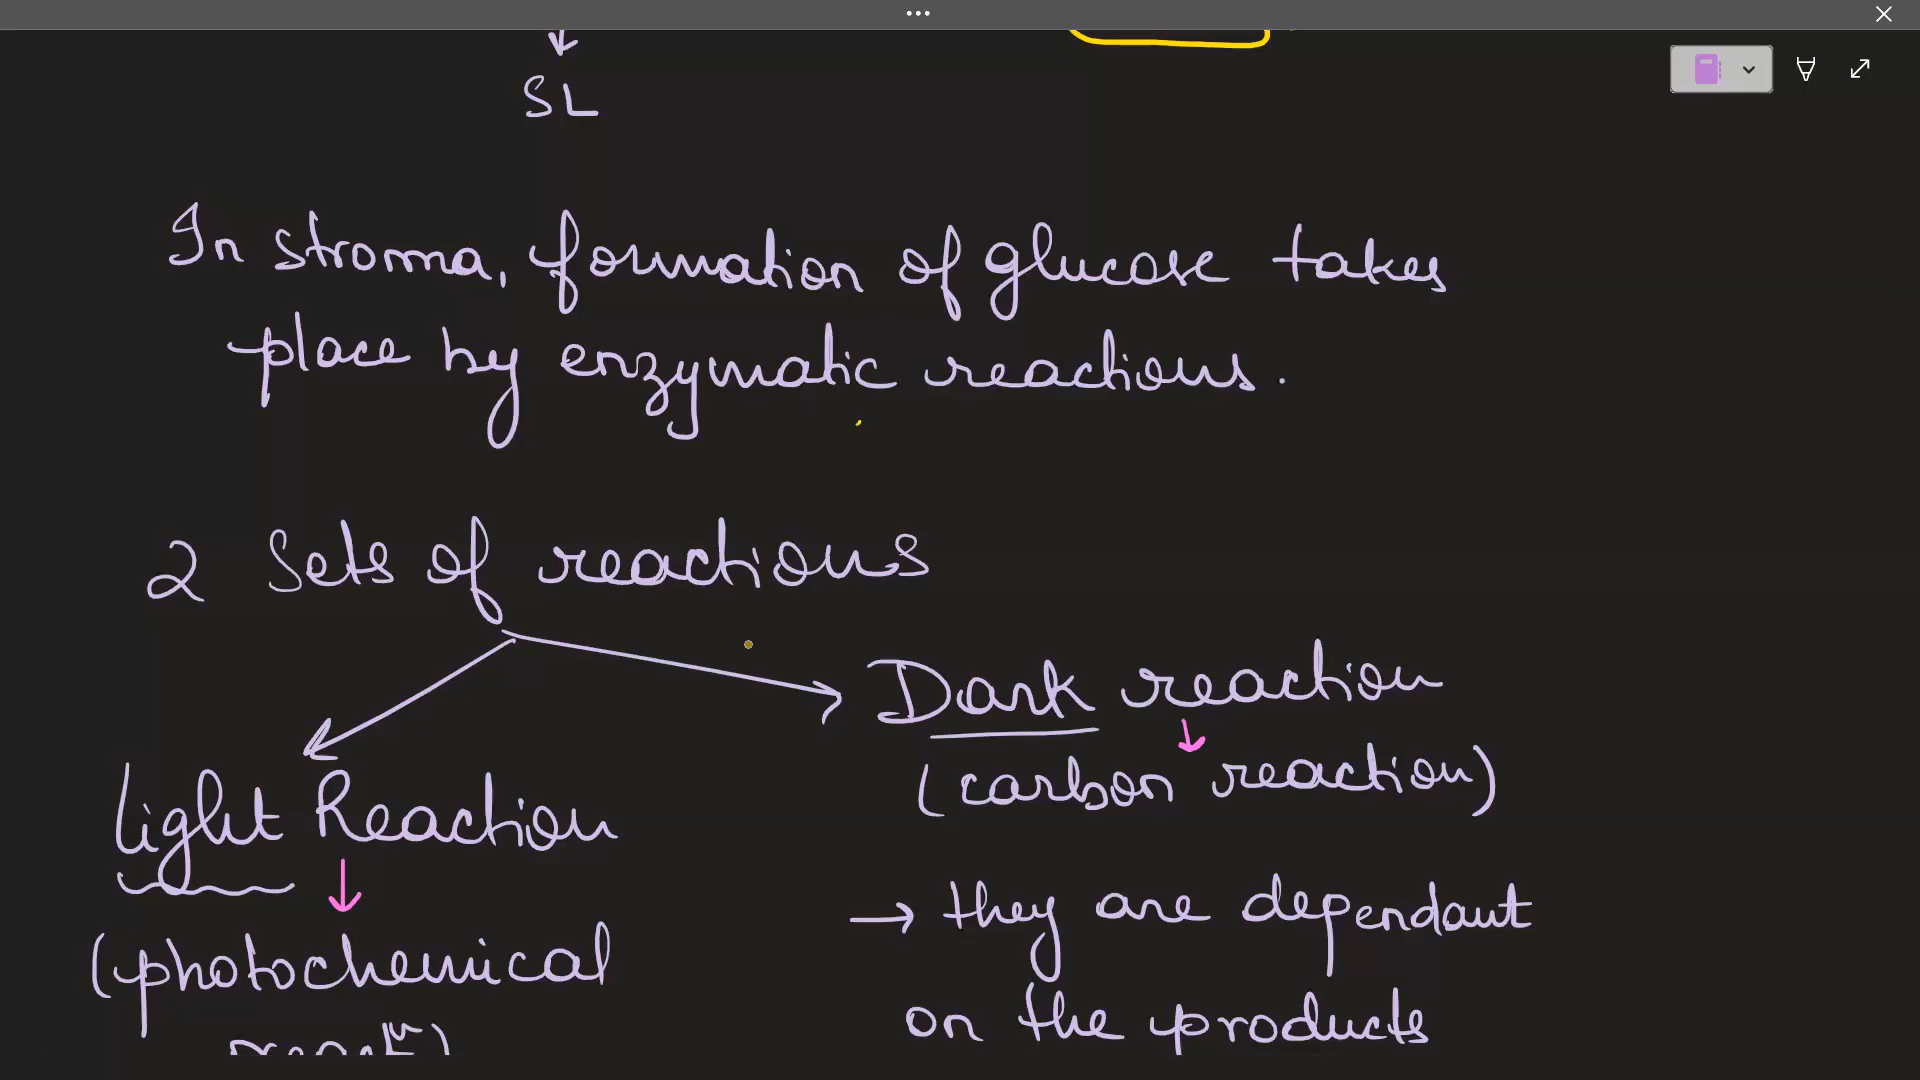 SL
In stroma, formation of glucose takes
place by enzymatic reactions.
2 Sets of reactions
Dark reaction
(carbon reaction)
Light Reaction
→ they are dependant
(photochemical
on the products